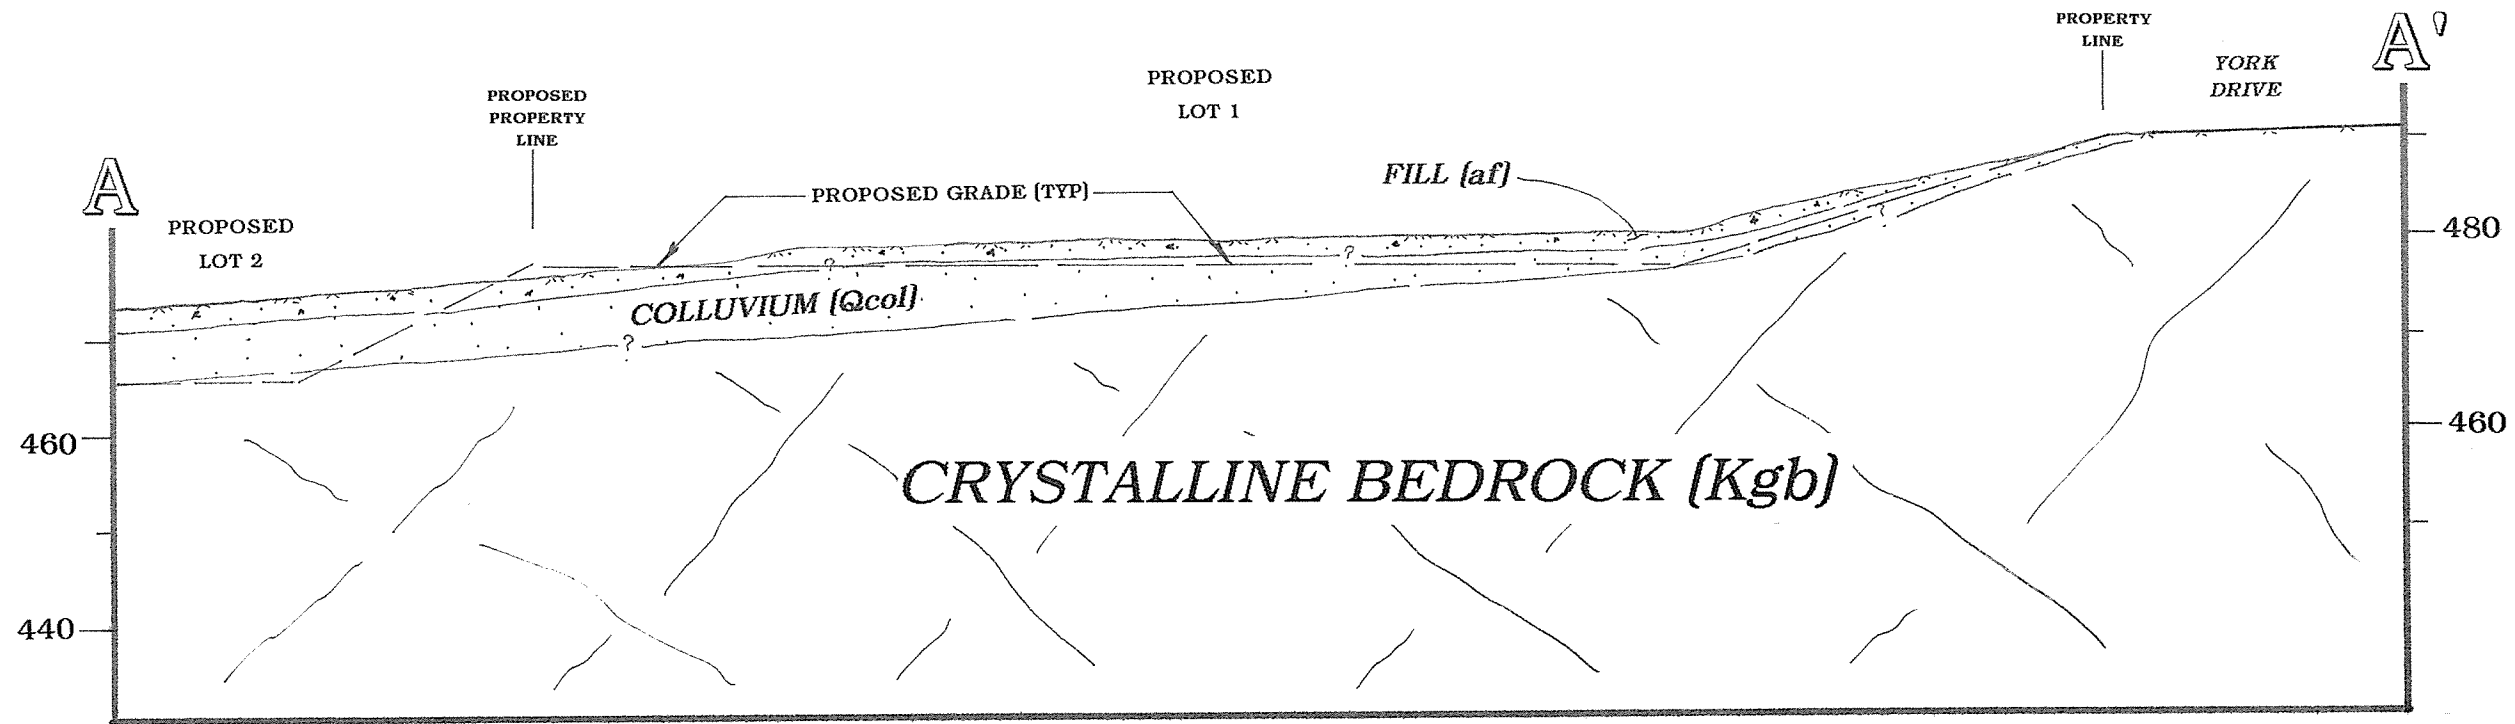 A
A'
PROPERTY
LINE
YORK
DRIVE
PROPOSED
LOT 1
PROPOSED
PROPERTY
LINE
FILL (af)
PROPOSED GRADE (TYP)
PROPOSED
LOT 2
480
?
?
?
COLLUVIUM (Qcol)
?
460
460
CRYSTALLINE BEDROCK (Kgb)
440